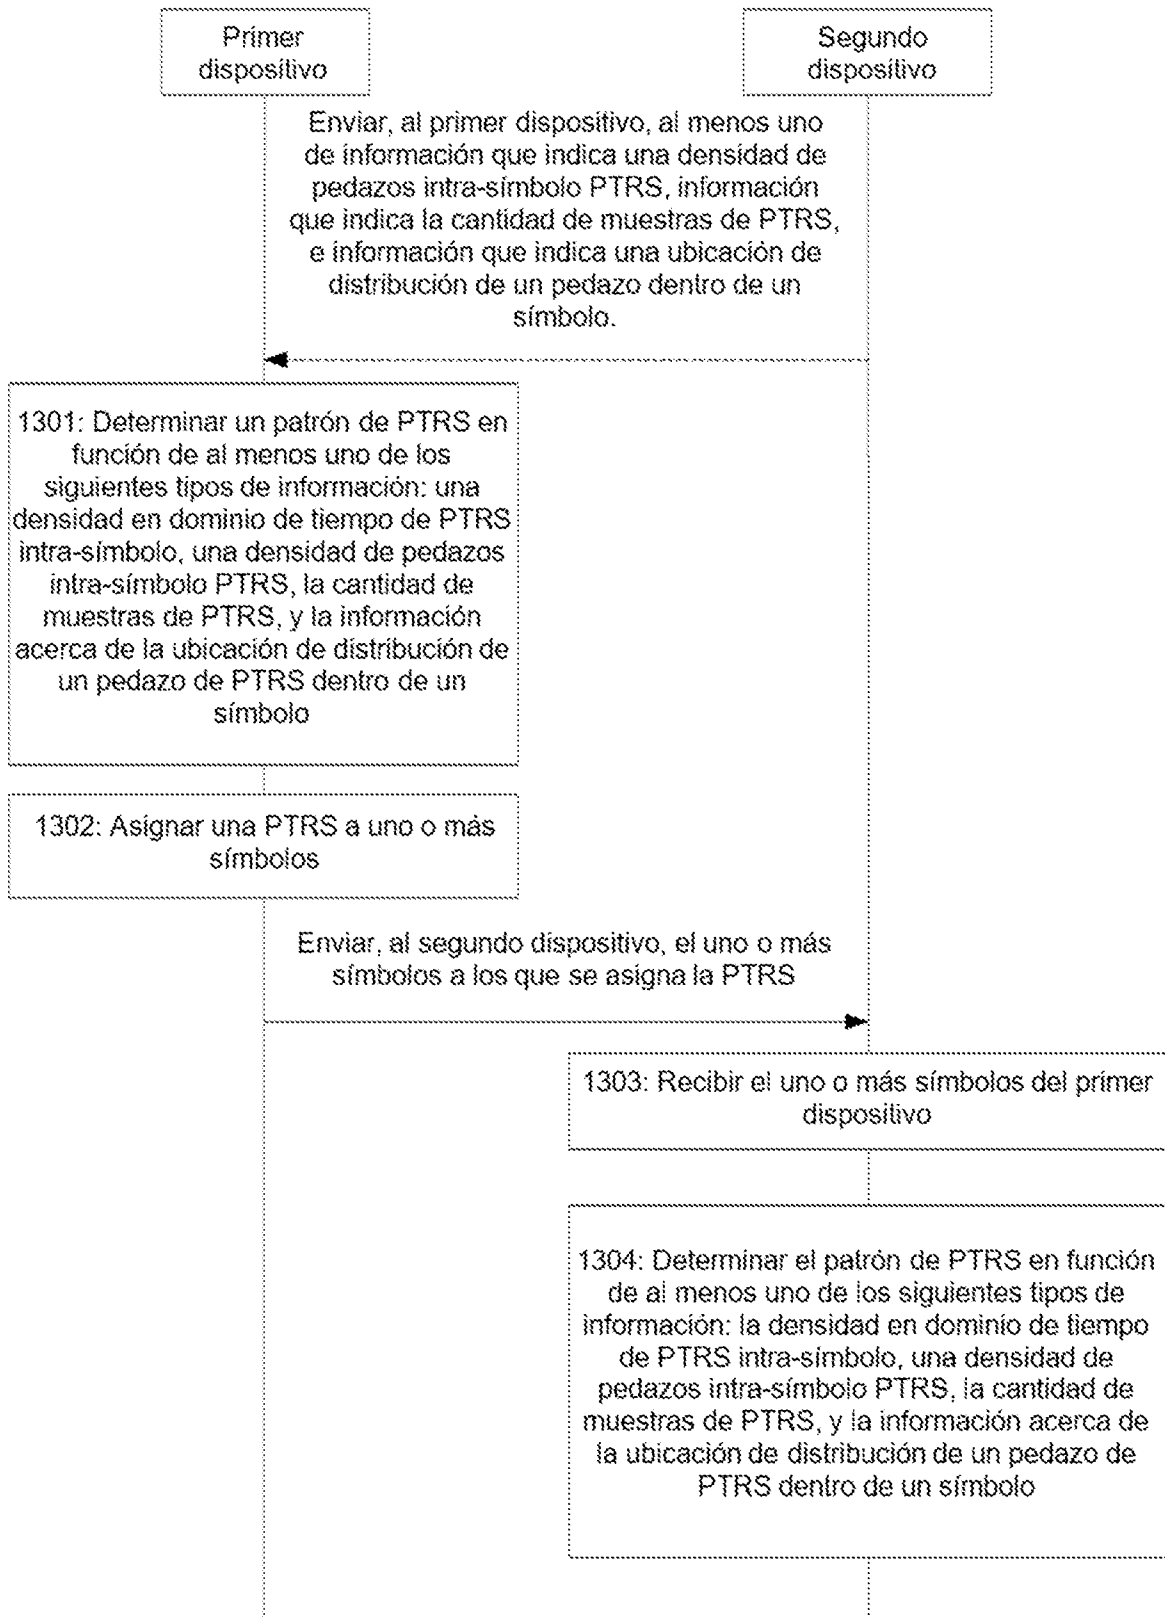 Primer
dispositivo
Segundo
dispositivo
Enviar, al primer dispositivo, al menos uno
de información que indica una densidad de
pedazos intra-símbolo PTRS, información
que indica la cantidad de muestras de PTRS,
e información que indica una ubicación de
distribución de un pedazo dentro de un
símbolo.
1301: Determinar un patrón de PTRS en
función de al menos uno de los
siguientes tipos de información: una
densidad en dominio de tiempo de PTRS
intra-símbolo, una densidad de pedazos
intra-símbolo PTRS, la cantidad de
muestras de PTRS, y la información
acerca de la ubicación de distribución de
un pedazo de PTRS dentro de un
símbolo
1302: Asignar una PTRS a uno o más
símbolos
Enviar, al segundo dispositivo, el uno o más
símbolos a los que se asigna la PTRS
1303: Recibir el uno o más símbolos del primer
dispositivo
1304: Determinar el patrón de PTRS en función
de al menos uno de los siguientes tipos de
información: la densidad en dominio de tiempo
de PTRS intra-símbolo, una densidad de
pedazos intra-símbolo PTRS, la cantidad de
muestras de PTRS, y la información acerca de
la ubicación de distribución de un pedazo de
PTRS dentro de un símbolo